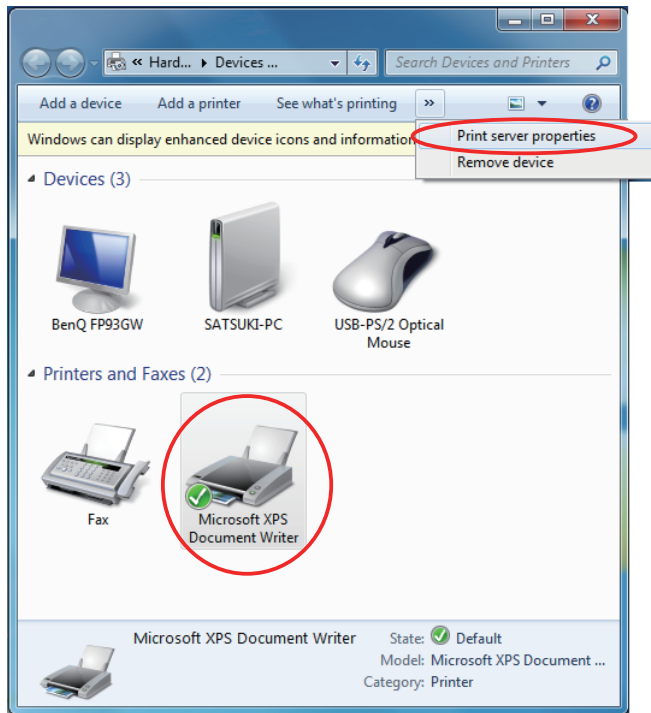 « Hard... ▸ Devices ...
Search Devices and Printers
Add a device Add a printer See what's printing »
Print server properties
Remove device
Windows can display enhanced device icons and information
Devices (3)
BenQ FP93GW
SATSUKI-PC
USB-PS/2 Optical
Mouse
Printers and Faxes (2)
Fax
Microsoft XPS
Document Writer
Microsoft XPS Document Writer State: Default
Model: Microsoft XPS Document ...
Category: Printer